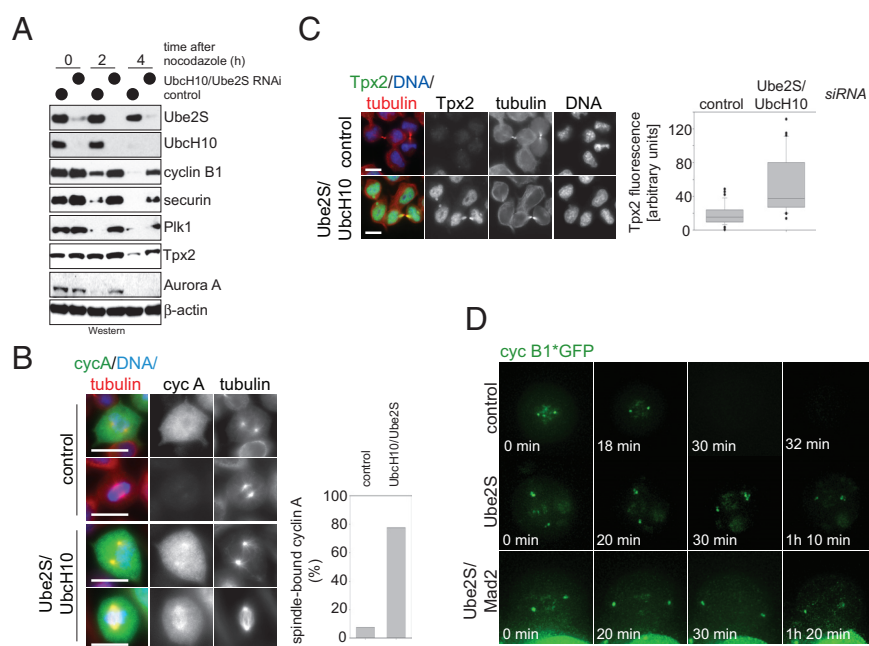 A
time after
nocodazole (h)
0 2 4
UbcH10/Ube2S RNAi
control
Ube2S
UbcH10
cyclin B1
securin
Plk1
Tpx2
Aurora A
β-actin
Western
B
cycA/DNA/
tubulin cyc A tubulin
control
Ube2S/
UbcH10
control
UbcH10/Ube2S
spindle-bound cyclin A
(%)
100
80
60
40
20
0
C
Tpx2/DNA/
tubulin Tpx2 tubulin DNA
control
Ube2S/
UbcH10
control
Ube2S/
UbcH10
siRNA
Tpx2 fluorescence
[arbitrary units]
120
80
40
0
D
cyc B1*GFP
control
0 min 18 min 30 min 32 min
Ube2S
0 min 20 min 30 min 1h 10 min
Ube2S/
Mad2
0 min 20 min 30 min 1h 20 min